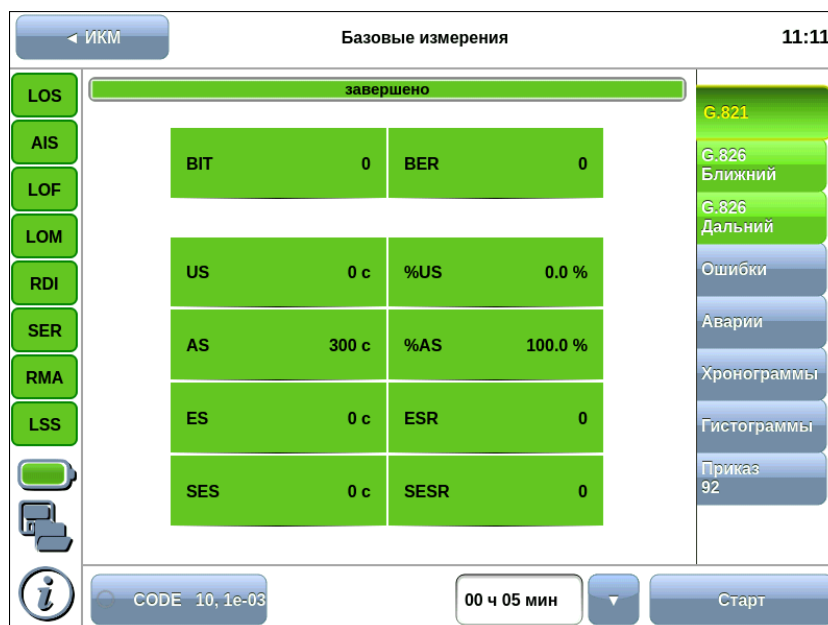 ◄ ИКМ
Базовые измерения
11:11
LOS
AIS
LOF
LOM
RDI
SER
RMA
LSS
завершено
BIT 0 BER 0
US 0 с %US 0.0 %
AS 300 с %AS 100.0 %
ES 0 с ESR 0
SES 0 с SESR 0
G.821
G.826
Ближний
G.826
Дальний
Ошибки
Аварии
Хронограммы
Гистограммы
Приказ
92
i
CODE 10, 1e-03
00 ч 05 мин
▼
Старт